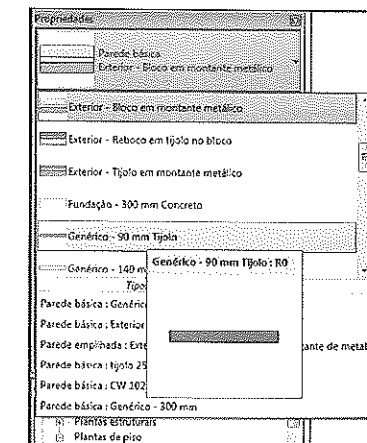 Propriedades
Parede básica
Exterior - Bloco em montante metálico
Exterior - Bloco em montante metálico
Exterior - Reboco em tijolo no bloco
Exterior - Tijolo em montante metálico
Fundação - 300 mm Concreto
Genérico - 90 mm Tijolo
Genérico - 140 m
Genérico - 90 mm Tijolo : R0
Tipos
Parede básica : Genérico
Parede básica : Exterior
Parede empilhada : Exte
ante de metal
Parede básica : tijolo 25
Parede básica : CW 102
Parede básica : Genérico - 300 mm
Plantas estruturais
Plantas de piso